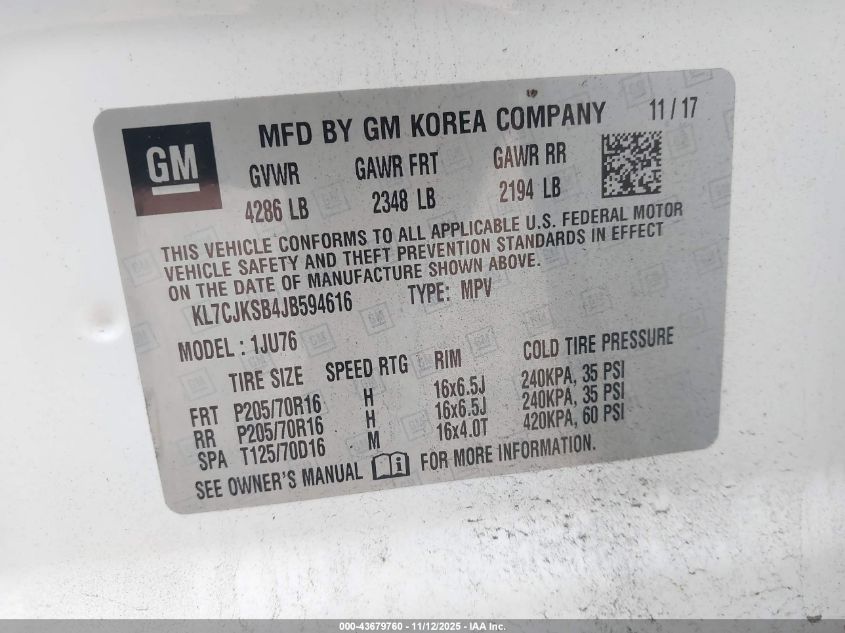 GM
MFD BY GM KOREA COMPANY 11/17
GVWR GAWR FRT GAWR RR
4286 LB 2348 LB 2194 LB
THIS VEHICLE CONFORMS TO ALL APPLICABLE U.S. FEDERAL MOTOR
VEHICLE SAFETY AND THEFT PREVENTION STANDARDS IN EFFECT
ON THE DATE OF MANUFACTURE SHOWN ABOVE.
KL7CJKSB4JB594616 TYPE: MPV
MODEL : 1JU76
TIRE SIZE SPEED RTG RIM COLD TIRE PRESSURE
FRT P205/70R16 H 16x6.5J 240KPA, 35 PSI
RR P205/70R16 H 16x6.5J 240KPA, 35 PSI
SPA T125/70D16 M 16x4.0T 420KPA, 60 PSI
SEE OWNER'S MANUAL FOR MORE INFORMATION.
000-43679760 - 11/12/2025 - IAA Inc.